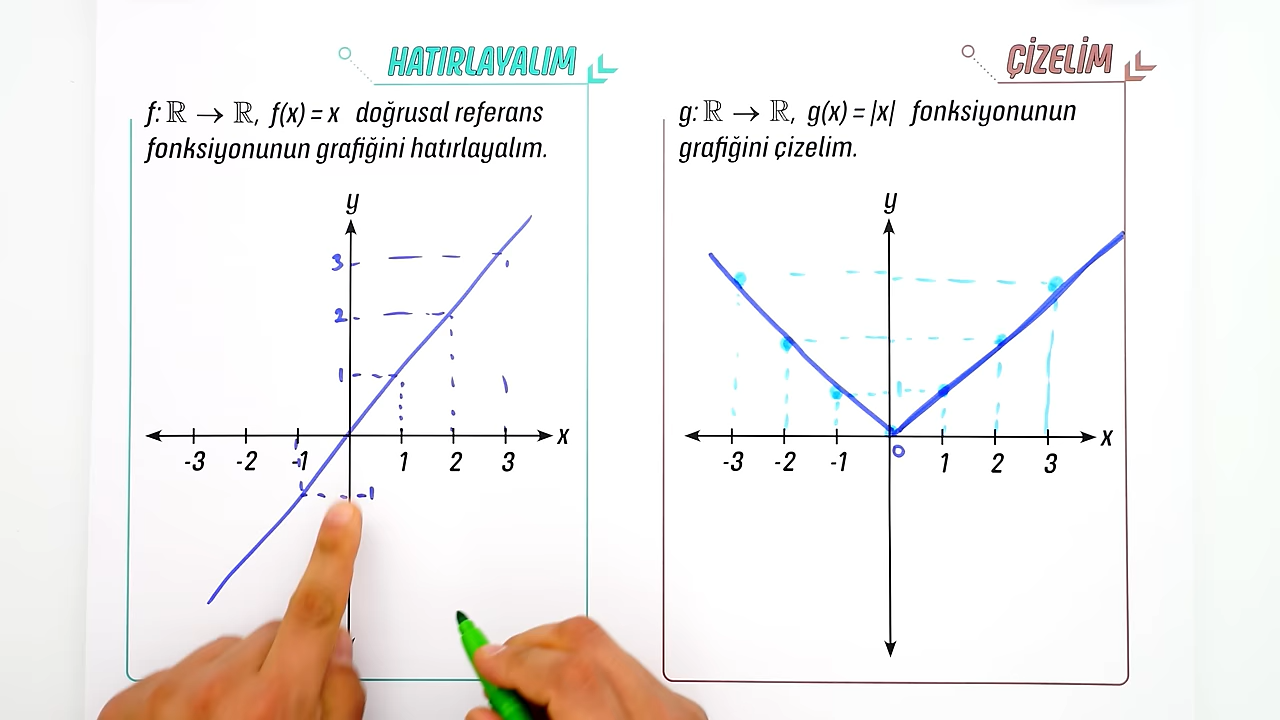 HATIRLAYALIM
f: ℝ → ℝ, f(x) = x doğrusal referans
fonksiyonunun grafiğini hatırlayalım.
y
3
2
1
-3 -2 -1 1 2 3 x
-1
ÇİZELİM
g: ℝ → ℝ, g(x) = |x| fonksiyonunun
grafiğini çizelim.
y
1
-3 -2 -1 0 1 2 3 x